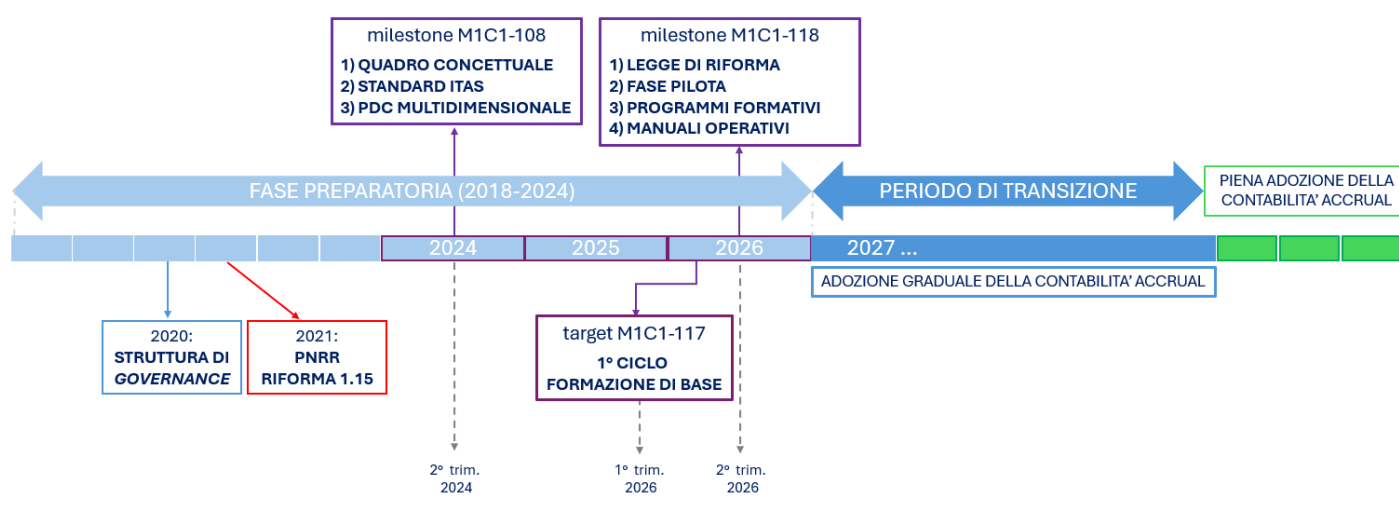 milestone M1C1-108
1) QUADRO CONCETTUALE
2) STANDARD ITAS
3) PDC MULTIDIMENSIONALE
milestone M1C1-118
1) LEGGE DI RIFORMA
2) FASE PILOTA
3) PROGRAMMI FORMATIVI
4) MANUALI OPERATIVI
FASE PREPARATORIA (2018-2024)
PERIODO DI TRANSIZIONE
PIENA ADOZIONE DELLA
CONTABILITA’ ACCRUAL
2024
2025
2026
2027 ...
ADOZIONE GRADUALE DELLA CONTABILITA’ ACCRUAL
2020:
STRUTTURA DI
GOVERNANCE
2021:
PNRR
RIFORMA 1.15
target M1C1-117
1° CICLO
FORMAZIONE DI BASE
2° trim.
2024
1° trim.
2026
2° trim.
2026